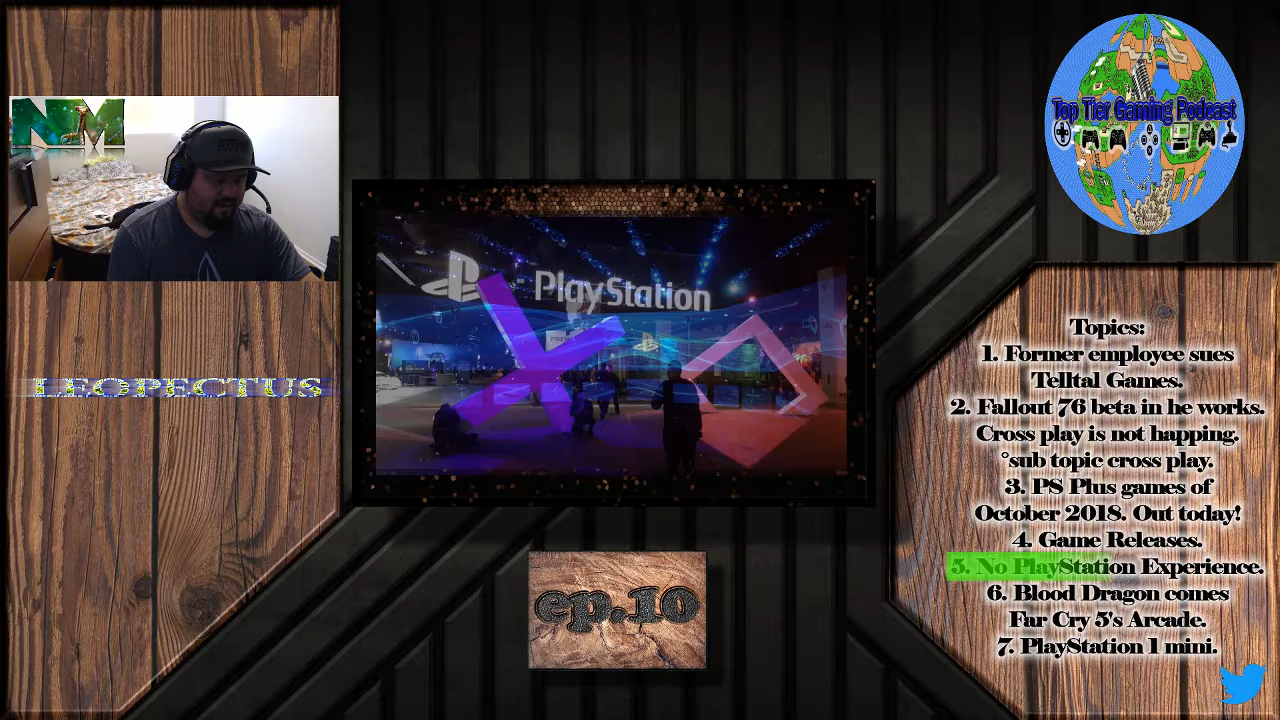 NM
Top Tier Gaming Podcast
PlayStation
LEOPECTUS
Topics:
1. Former employee sues
Telltal Games.
2. Fallout 76 beta in he works.
Cross play is not happing.
°sub topic cross play.
3. PS Plus games of
October 2018. Out today!
4. Game Releases.
5. No PlayStation Experience.
6. Blood Dragon comes
Far Cry 5's Arcade.
7. PlayStation 1 mini.
ep.10